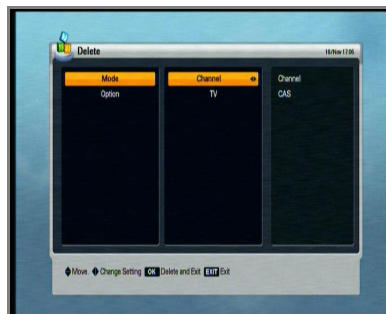 Delete
18/Nov 17:06
Mode Channel Channel
Option TV CAS
Move Change Setting OK Delete and Exit EXIT Exit